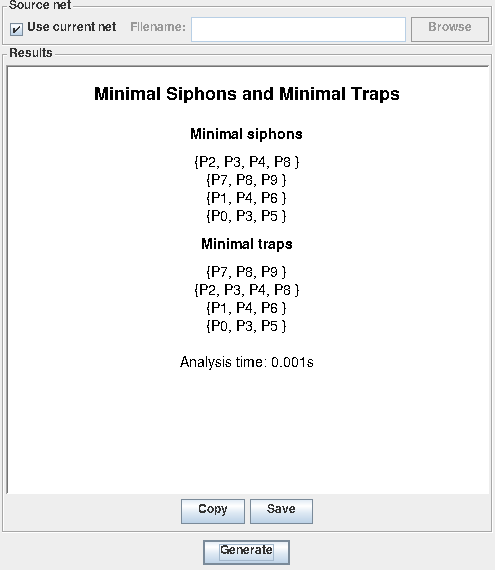 Source net
Use current net Filename: Browse
Results
Minimal Siphons and Minimal Traps
Minimal siphons
{P2, P3, P4, P8 }
{P7, P8, P9 }
{P1, P4, P6 }
{P0, P3, P5 }
Minimal traps
{P7, P8, P9 }
{P2, P3, P4, P8 }
{P1, P4, P6 }
{P0, P3, P5 }
Analysis time: 0.001s
Copy Save
Generate